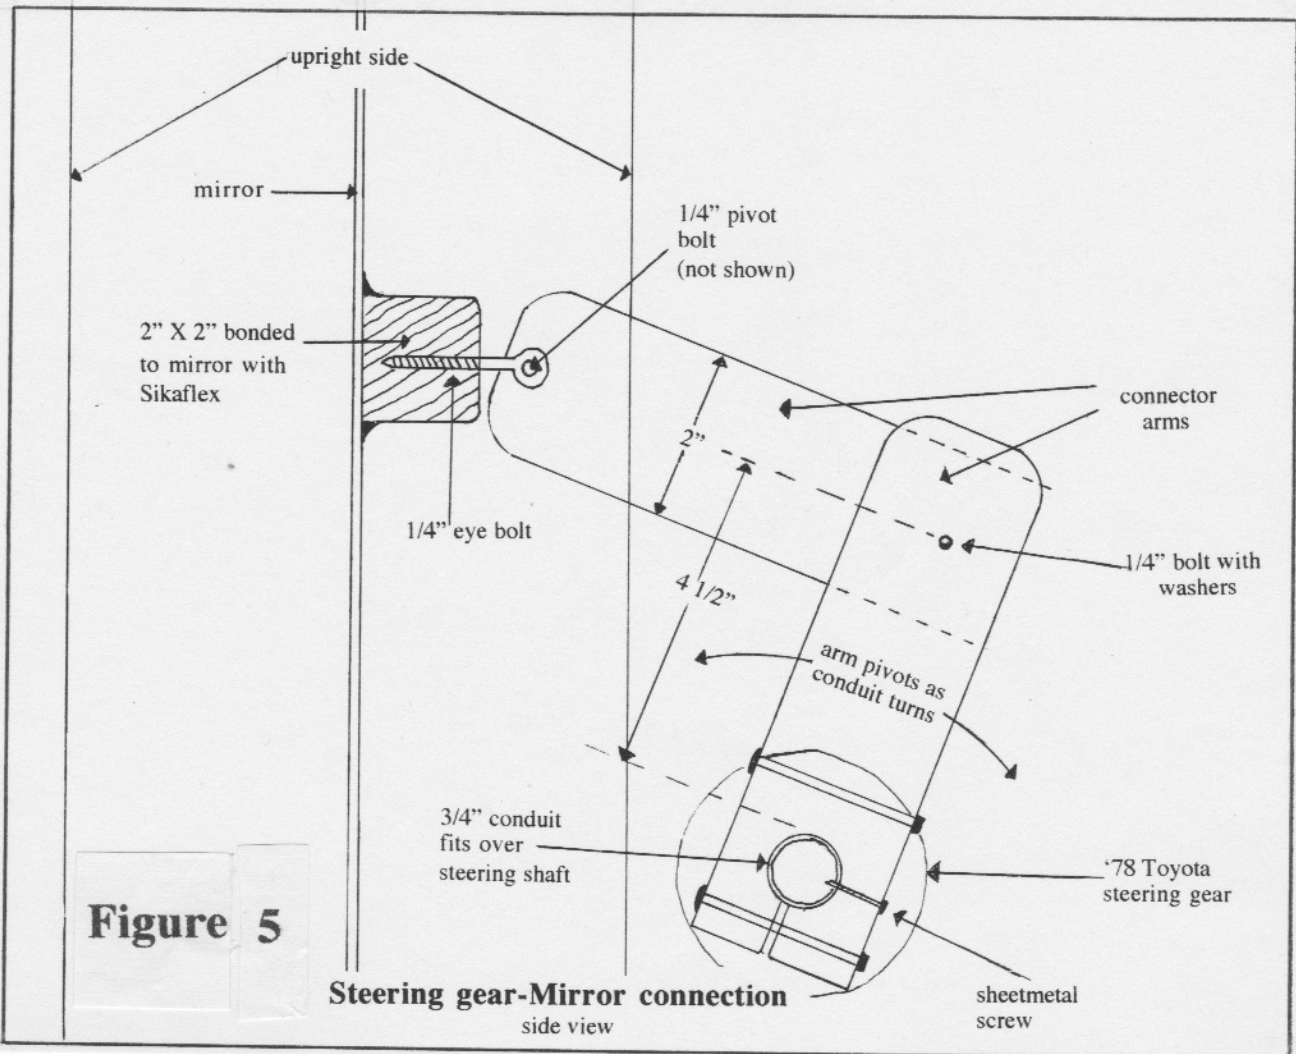 upright side
mirror
1/4” pivot
bolt
(not shown)
2” X 2” bonded
to mirror with
Sikaflex
2”
connector
arms
1/4” eye bolt
1/4” bolt with
washers
4 1/2”
arm pivots as
conduit turns
3/4” conduit
fits over
steering shaft
‘78 Toyota
steering gear
Figure 5
Steering gear-Mirror connection
side view
sheetmetal
screw